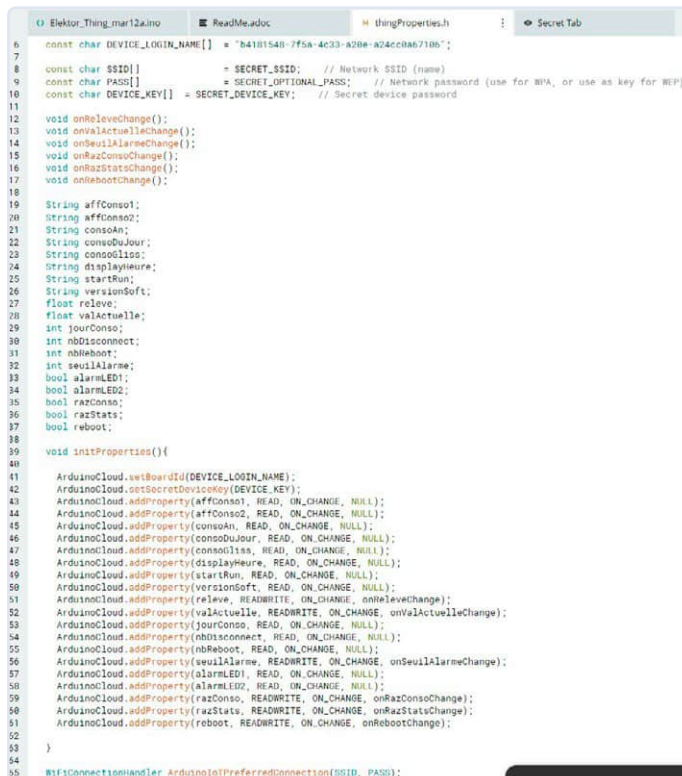 Elektor_Thing_mar12a.ino ReadMe.adoc thingProperties.h Secret Tab
6 const char DEVICE_LOGIN_NAME[] = "b4181548-7f5a-4c33-a20e-a24cc0a67106";
7
8 const char SSID[] = SECRET_SSID; // Network SSID (name)
9 const char PASS[] = SECRET_OPTIONAL_PASS; // Network password (use for WPA, or use as key for WEP)
10 const char DEVICE_KEY[] = SECRET_DEVICE_KEY; // Secret device password
11
12 void onReleveChange();
13 void onValActuelleChange();
14 void onSeuilAlarmeChange();
15 void onRazConsoChange();
16 void onRazStatsChange();
17 void onRebootChange();
18
19 String affConso1;
20 String affConso2;
21 String consoAn;
22 String consoDuJour;
23 String consoGliss;
24 String displayHeure;
25 String startRun;
26 String versionSoft;
27 float releve;
28 float valActuelle;
29 int jourConso;
30 int nbDisconnect;
31 int nbReboot;
32 int seuilAlarme;
33 bool alarmLED1;
34 bool alarmLED2;
35 bool razConso;
36 bool razStats;
37 bool reboot;
38
39 void initProperties(){
40
41 ArduinoCloud.setBoardId(DEVICE_LOGIN_NAME);
42 ArduinoCloud.setSecretDeviceKey(DEVICE_KEY);
43 ArduinoCloud.addProperty(affConso1, READ, ON_CHANGE, NULL);
44 ArduinoCloud.addProperty(affConso2, READ, ON_CHANGE, NULL);
45 ArduinoCloud.addProperty(consoAn, READ, ON_CHANGE, NULL);
46 ArduinoCloud.addProperty(consoDuJour, READ, ON_CHANGE, NULL);
47 ArduinoCloud.addProperty(consoGliss, READ, ON_CHANGE, NULL);
48 ArduinoCloud.addProperty(displayHeure, READ, ON_CHANGE, NULL);
49 ArduinoCloud.addProperty(startRun, READ, ON_CHANGE, NULL);
50 ArduinoCloud.addProperty(versionSoft, READ, ON_CHANGE, NULL);
51 ArduinoCloud.addProperty(releve, READWRITE, ON_CHANGE, onReleveChange);
52 ArduinoCloud.addProperty(valActuelle, READWRITE, ON_CHANGE, onValActuelleChange);
53 ArduinoCloud.addProperty(jourConso, READ, ON_CHANGE, NULL);
54 ArduinoCloud.addProperty(nbDisconnect, READ, ON_CHANGE, NULL);
55 ArduinoCloud.addProperty(nbReboot, READ, ON_CHANGE, NULL);
56 ArduinoCloud.addProperty(seuilAlarme, READWRITE, ON_CHANGE, onSeuilAlarmeChange);
57 ArduinoCloud.addProperty(alarmLED1, READ, ON_CHANGE, NULL);
58 ArduinoCloud.addProperty(alarmLED2, READ, ON_CHANGE, NULL);
59 ArduinoCloud.addProperty(razConso, READWRITE, ON_CHANGE, onRazConsoChange);
60 ArduinoCloud.addProperty(razStats, READWRITE, ON_CHANGE, onRazStatsChange);
61 ArduinoCloud.addProperty(reboot, READWRITE, ON_CHANGE, onRebootChange);
62
63 }
64
65 WiFiConnectionHandler ArduinoIoTPreferredConnection(SSID, PASS);